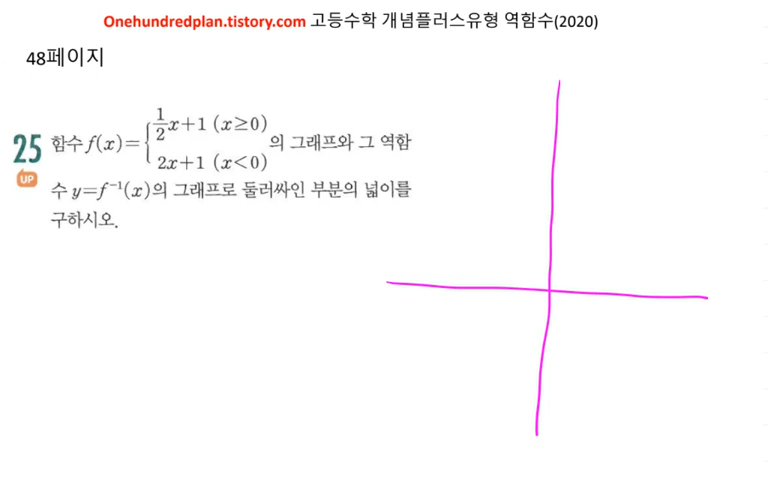 Onehundredplan.tistory.com 고등수학 개념플러스유형 역함수(2020)
48페이지
25 함수 f(x)={ 1/2x+1 (x≥0) 의 그래프와 그 역함
2x+1 (x<0)
UP 수 y=f⁻¹(x)의 그래프로 둘러싸인 부분의 넓이를
구하시오.